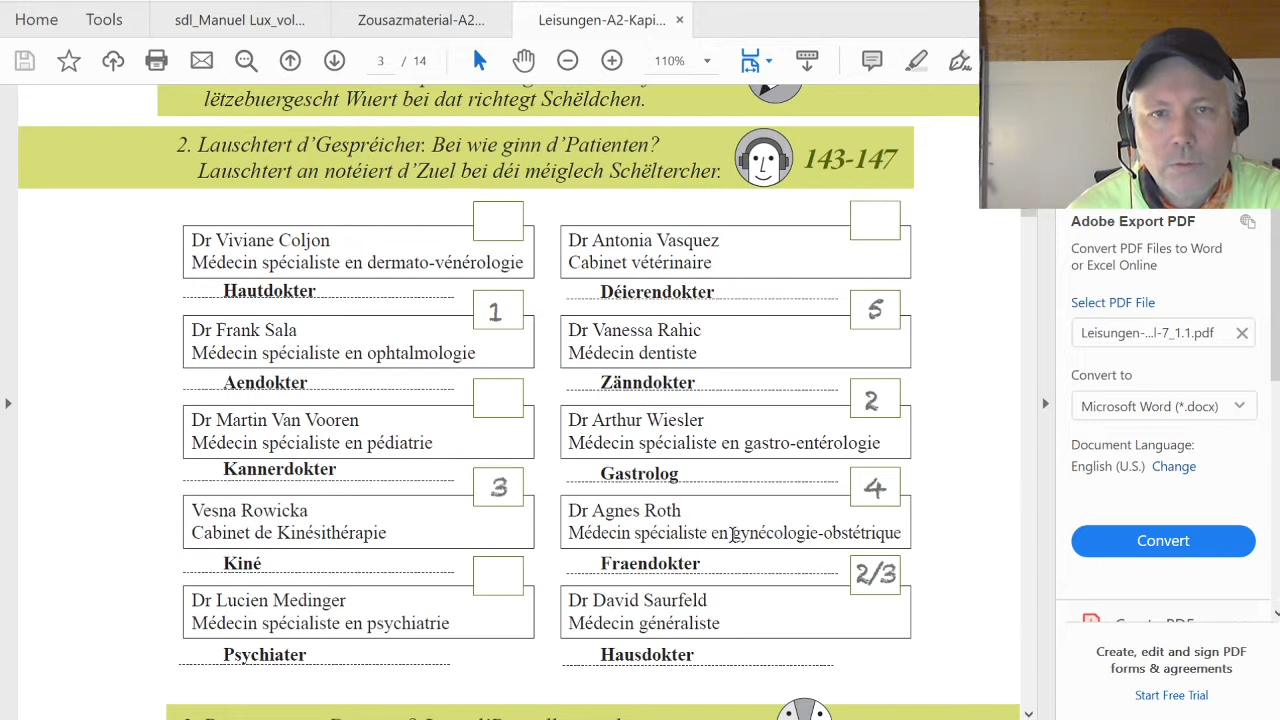 Home Tools sdl_Manuel Lux_vol... Zousazmaterial-A2... Leisungen-A2-Kapi... ×
3 / 14 110%
lëtzebuergescht Wuert bei dat richtegt Schëldchen.
2. Lauschtert d'Gespréicher. Bei wie ginn d'Patienten?
Lauschtert an notéiert d'Zuel bei déi méiglech Schëltercher.
143-147
Dr Viviane Coljon
Médecin spécialiste en dermato-vénérologie
Hautdokter
Dr Antonia Vasquez
Cabinet vétérinaire
Déierendokter
1
Dr Frank Sala
Médecin spécialiste en ophtalmologie
Aendokter
5
Dr Vanessa Rahic
Médecin dentiste
Zänndokter
Dr Martin Van Vooren
Médecin spécialiste en pédiatrie
Kannerdokter
2
Dr Arthur Wiesler
Médecin spécialiste en gastro-entérologie
Gastrolog
3
Vesna Rowicka
Cabinet de Kinésithérapie
Kiné
4
Dr Agnes Roth
Médecin spécialiste en gynécologie-obstétrique
Fraendokter
Dr Lucien Medinger
Médecin spécialiste en psychiatrie
Psychiater
2/3
Dr David Saurfeld
Médecin généraliste
Hausdokter
Adobe Export PDF
Convert PDF Files to Word
or Excel Online
Select PDF File
Leisungen-...l-7_1.1.pdf
Convert to
Microsoft Word (*.docx)
Document Language:
English (U.S.) Change
Convert
Create, edit and sign PDF
forms & agreements
Start Free Trial